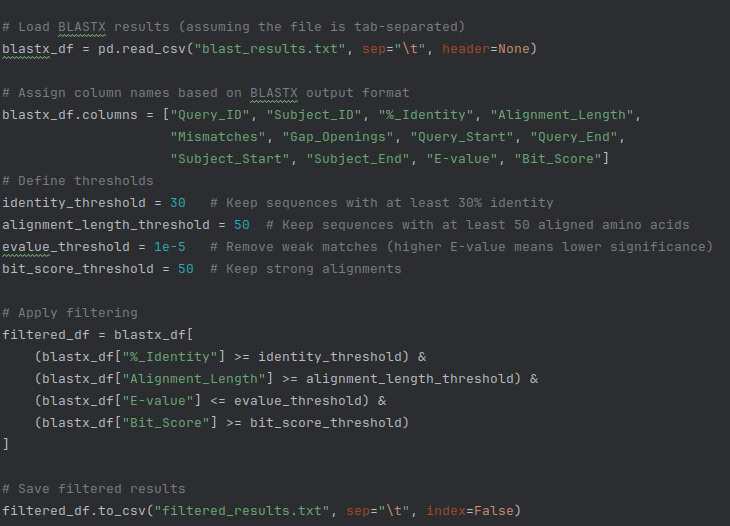 # Load BLASTX results (assuming the file is tab-separated)
blastx_df = pd.read_csv("blast_results.txt", sep="\t", header=None)
# Assign column names based on BLASTX output format
blastx_df.columns = ["Query_ID", "Subject_ID", "%_Identity", "Alignment_Length",
"Mismatches", "Gap_Openings", "Query_Start", "Query_End",
"Subject_Start", "Subject_End", "E-value", "Bit_Score"]
# Define thresholds
identity_threshold = 30   # Keep sequences with at least 30% identity
alignment_length_threshold = 50  # Keep sequences with at least 50 aligned amino acids
evalue_threshold = 1e-5   # Remove weak matches (higher E-value means lower significance)
bit_score_threshold = 50  # Keep strong alignments
# Apply filtering
filtered_df = blastx_df[
(blastx_df["%_Identity"] >= identity_threshold) &
(blastx_df["Alignment_Length"] >= alignment_length_threshold) &
(blastx_df["E-value"] <= evalue_threshold) &
(blastx_df["Bit_Score"] >= bit_score_threshold)
]
# Save filtered results
filtered_df.to_csv("filtered_results.txt", sep="\t", index=False)